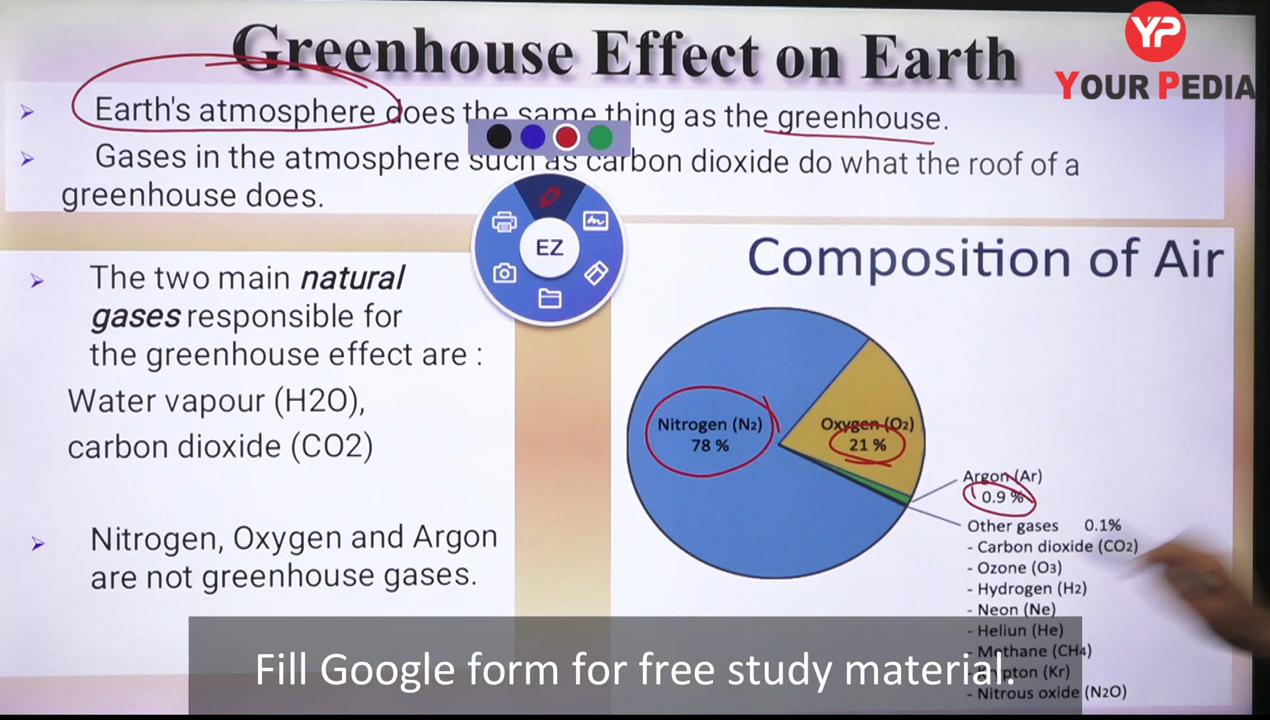 Greenhouse Effect on Earth
YP
YOUR PEDIA
Earth's atmosphere does the same thing as the greenhouse.
Gases in the atmosphere such as carbon dioxide do what the roof of a
greenhouse does.
EZ
The two main natural
gases responsible for
the greenhouse effect are :
Water vapour (H2O),
carbon dioxide (CO2)
Nitrogen, Oxygen and Argon
are not greenhouse gases.
Composition of Air
Nitrogen (N2)
78 %
Oxygen (O2)
21 %
Argon (Ar)
0.9 %
Other gases 0.1%
- Carbon dioxide (CO2)
- Ozone (O3)
- Hydrogen (H2)
- Neon (Ne)
- Heliun (He)
- Methane (CH4)
(Kr)
- Nitrous oxide (N2O)
Fill Google form for free study material.